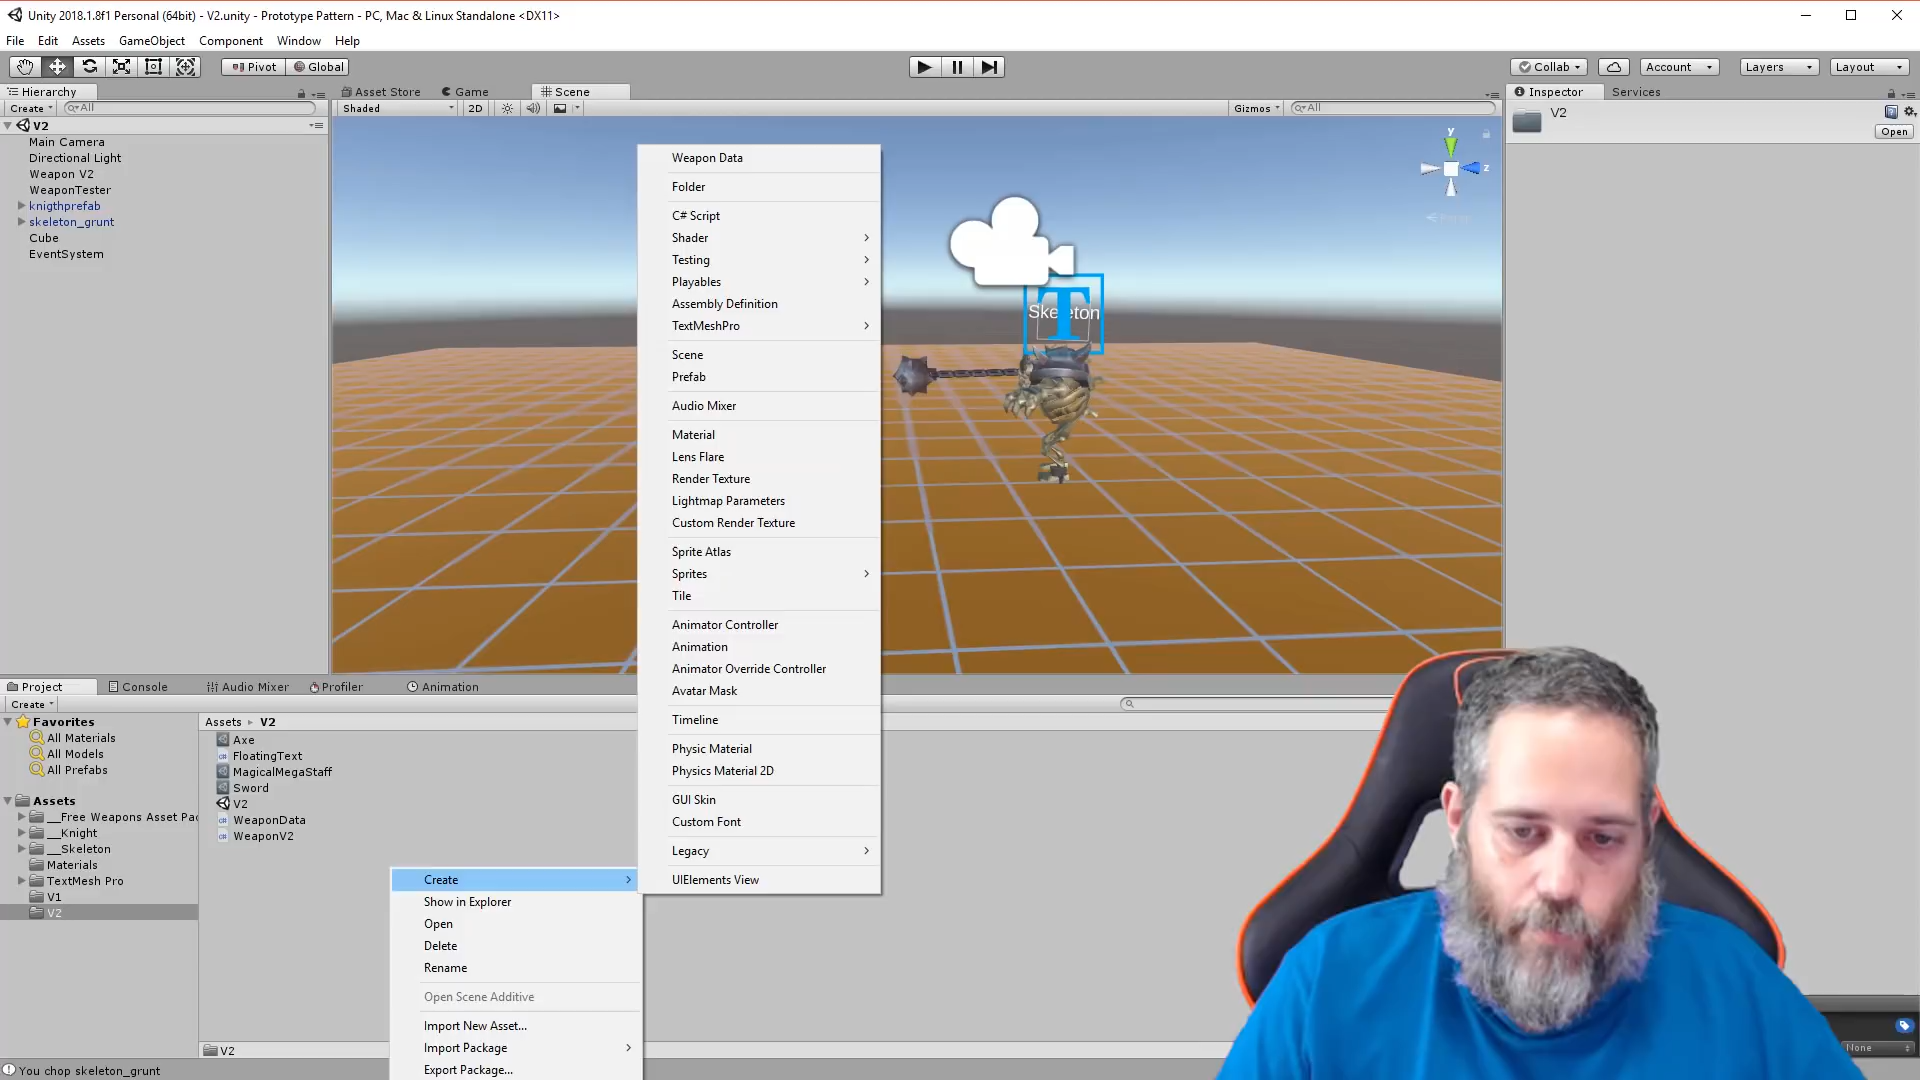 Unity 2018.1.8f1 Personal (64bit) - V2.unity - Prototype Pattern - PC, Mac & Linux Standalone <DX11>
File Edit Assets GameObject Component Window Help
Pivot Global Collab Account Layers Layout
Hierarchy
Create All
V2
Main Camera
Directional Light
Weapon V2
WeaponTester
knigthprefab
skeleton_grunt
Cube
EventSystem
Asset Store Game Scene
Shaded 2D Gizmos All
y
z
Skeleton
T
Inspector Services
V2
Open
Weapon Data
Folder
C# Script
Shader
Testing
Playables
Assembly Definition
TextMeshPro
Scene
Prefab
Audio Mixer
Material
Lens Flare
Render Texture
Lightmap Parameters
Custom Render Texture
Sprite Atlas
Sprites
Tile
Animator Controller
Animation
Animator Override Controller
Avatar Mask
Timeline
Physic Material
Physics Material 2D
GUI Skin
Custom Font
Legacy
UIElements View
Project Console Audio Mixer Profiler Animation
Create
Favorites
All Materials
All Models
All Prefabs
Assets
__Free Weapons Asset Pac
__Knight
__Skeleton
Materials
TextMesh Pro
V1
V2
Assets V2
Axe
FloatingText
MagicalMegaStaff
Sword
V2
WeaponData
WeaponV2
Create
Show in Explorer
Open
Delete
Rename
Open Scene Additive
Import New Asset...
Import Package
Export Package...
V2
None
You chop skeleton_grunt